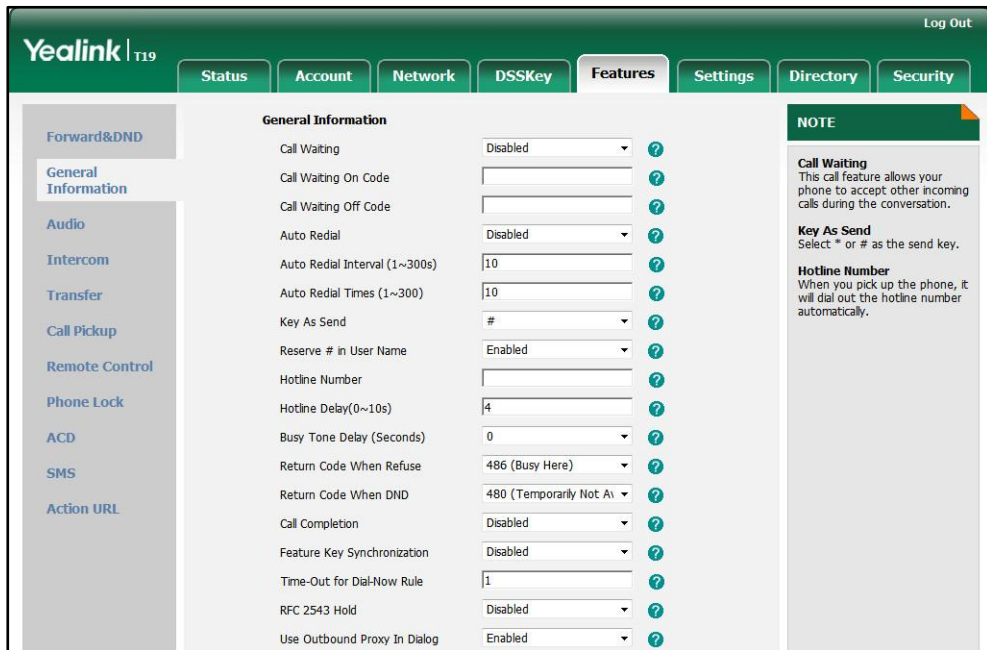 Log Out
Yealink | T19
Status Account Network DSSKey Features Settings Directory Security
Forward&DND
General
Information
Audio
Intercom
Transfer
Call Pickup
Remote Control
Phone Lock
ACD
SMS
Action URL
General Information
Call Waiting Disabled ?
Call Waiting On Code ?
Call Waiting Off Code ?
Auto Redial Disabled ?
Auto Redial Interval (1~300s) 10 ?
Auto Redial Times (1~300) 10 ?
Key As Send # ?
Reserve # in User Name Enabled ?
Hotline Number ?
Hotline Delay(0~10s) 4 ?
Busy Tone Delay (Seconds) 0 ?
Return Code When Refuse 486 (Busy Here) ?
Return Code When DND 480 (Temporarily Not Av ?
Call Completion Disabled ?
Feature Key Synchronization Disabled ?
Time-Out for Dial-Now Rule 1 ?
RFC 2543 Hold Disabled ?
Use Outbound Proxy In Dialog Enabled ?
NOTE
Call Waiting
This call feature allows your
phone to accept other incoming
calls during the conversation.
Key As Send
Select * or # as the send key.
Hotline Number
When you pick up the phone, it
will dial out the hotline number
automatically.